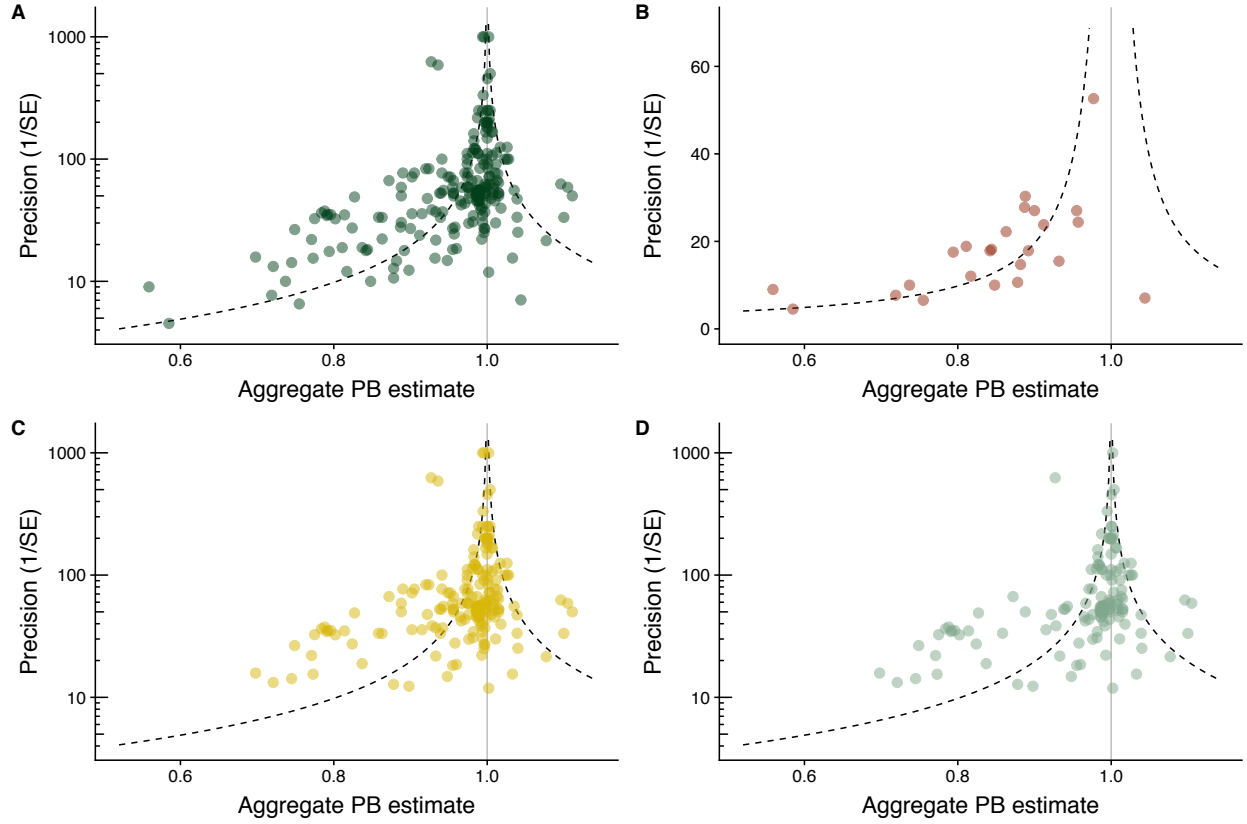 A
1000
100
10
Precision (1/SE)
0.6 0.8 1.0
Aggregate PB estimate
B
60
40
20
0
Precision (1/SE)
0.6 0.8 1.0
Aggregate PB estimate
C
1000
100
10
Precision (1/SE)
0.6 0.8 1.0
Aggregate PB estimate
D
1000
100
10
Precision (1/SE)
0.6 0.8 1.0
Aggregate PB estimate